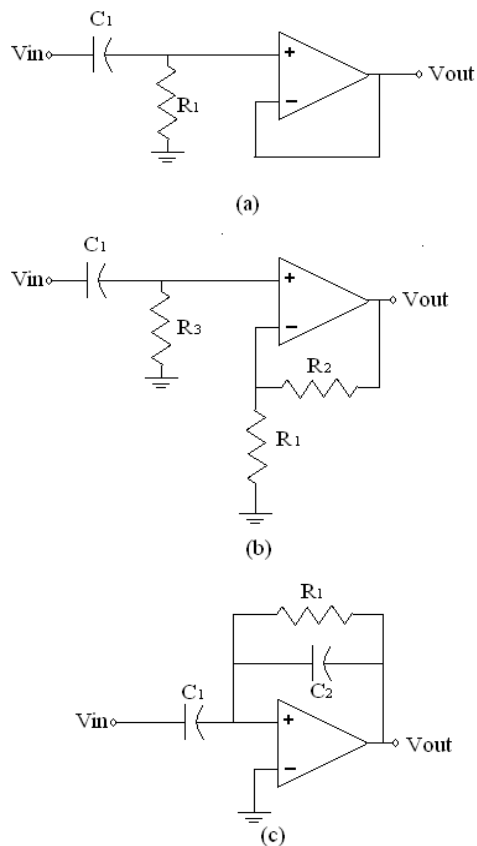 C₁
Vin
+
Vout
R₁
−
(a)
C₁
Vin
+
Vout
R₃
−
R₂
R₁
(b)
R₁
C₁
C₂
Vin
+
Vout
−
(c)